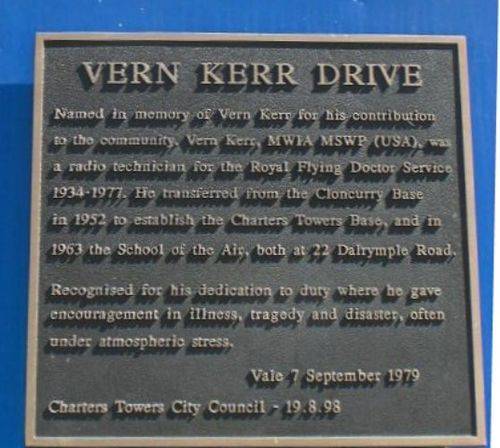 VERN KERR DRIVE
Named in memory of Vern Kerr for his contribution
to the community. Vern Kerr, MWIA MSWP (USA), was
a radio technician for the Royal Flying Doctor Service
1934-1977. He transferred from the Cloncurry Base
in 1952 to establish the Charters Towers Base, and in
1963 the School of the Air, both at 22 Dalrymple Road.
Recognised for his dedication to duty where he gave
encouragement in illness, tragedy and disaster, often
under atmospheric stress.
Vale 7 September 1979
Charters Towers City Council - 19.8.98